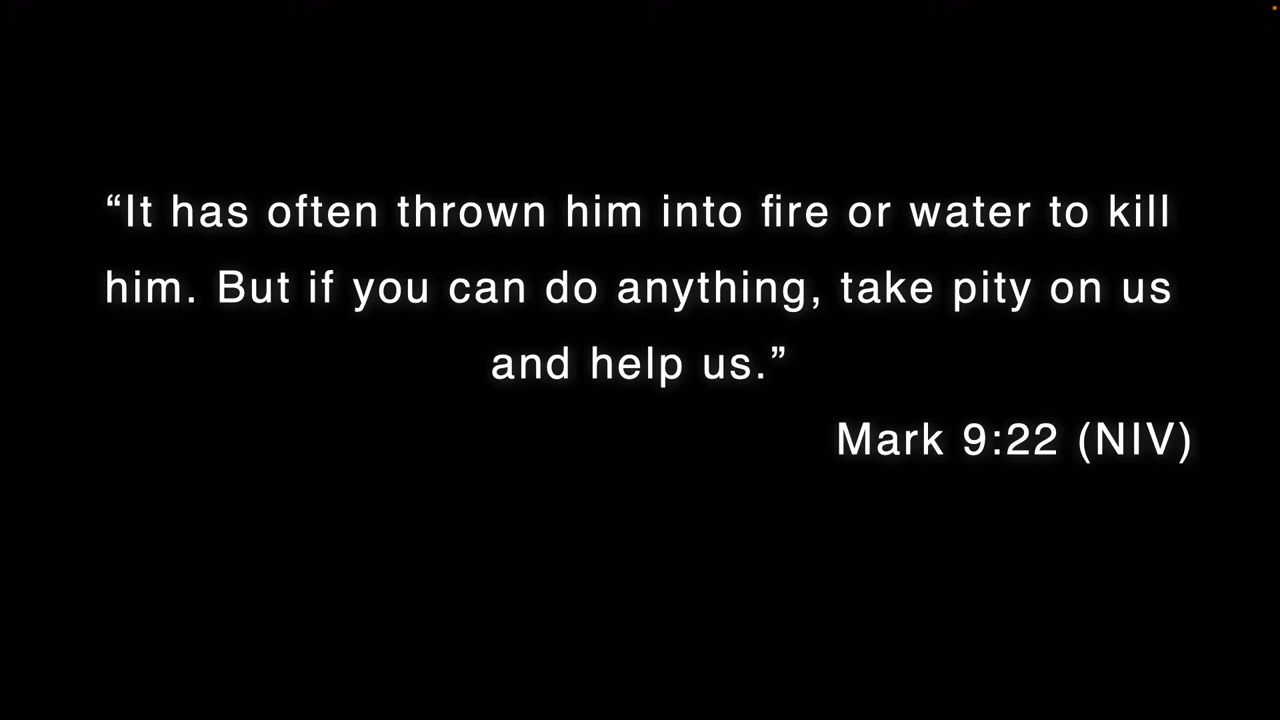 “It has often thrown him into fire or water to kill
him. But if you can do anything, take pity on us
and help us.”
Mark 9:22 (NIV)